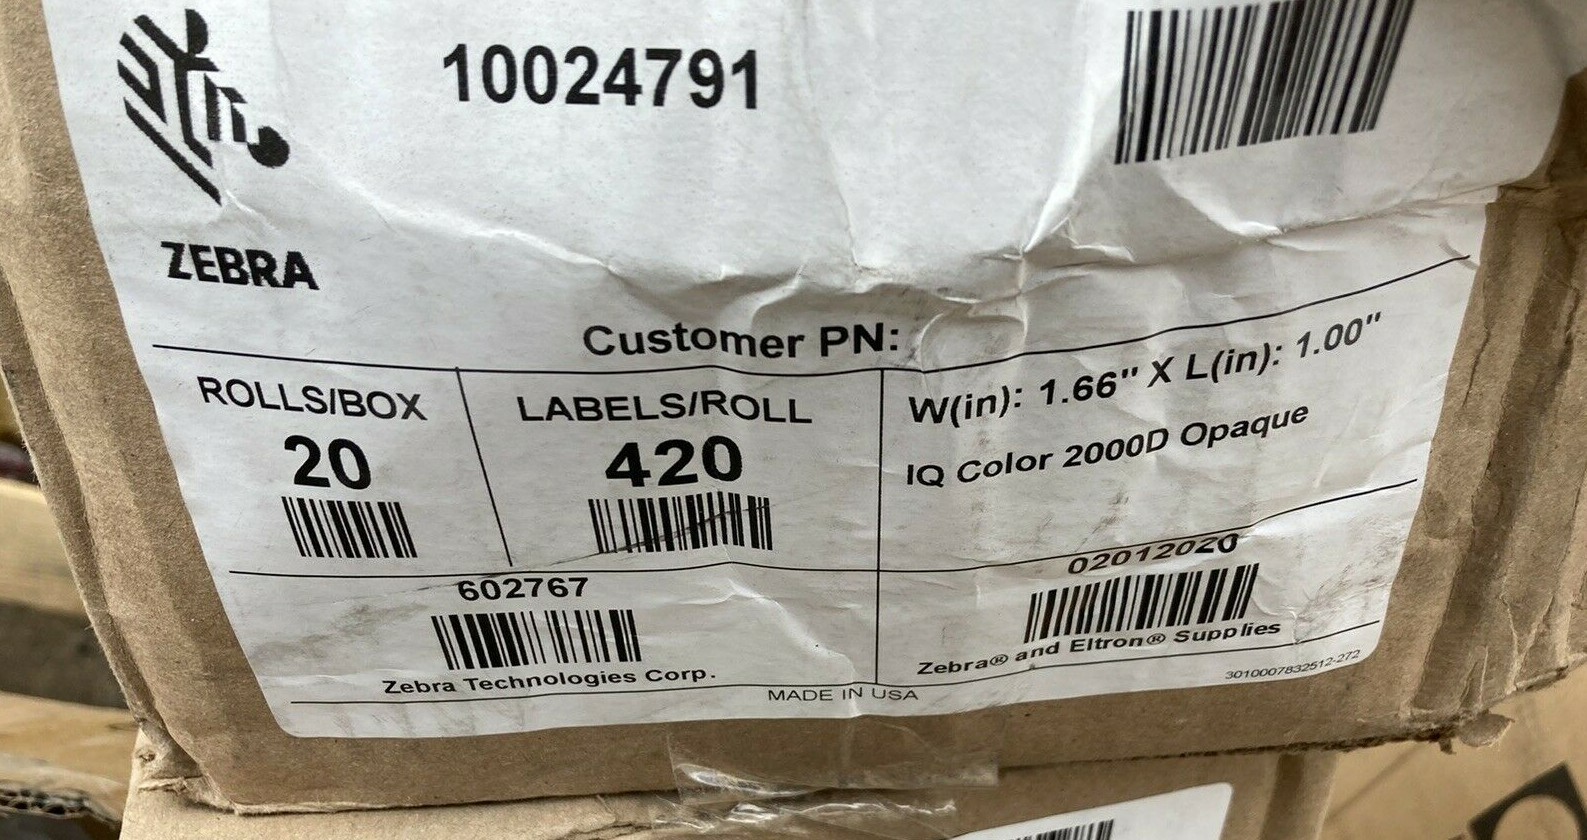 10024791
ZEBRA
Customer PN:
ROLLS/BOX
20
LABELS/ROLL
420
W(in): 1.66" X L(in): 1.00"
IQ Color 2000D Opaque
602767
Zebra Technologies Corp.
02012020
Zebra® and Eltron® Supplies
MADE IN USA
3010007832512-272